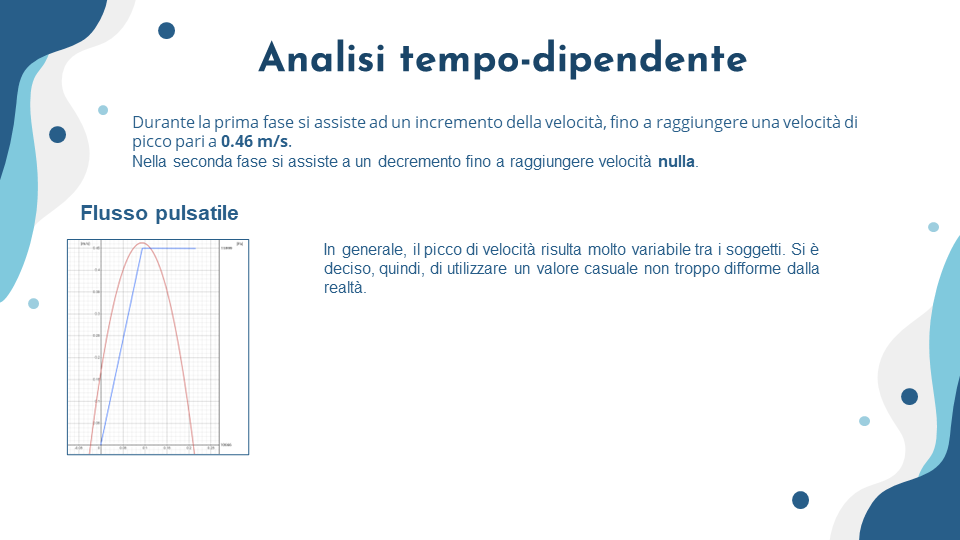 Analisi tempo-dipendente
Durante la prima fase si assiste ad un incremento della velocità, fino a raggiungere una velocità di
picco pari a 0.46 m/s.
Nella seconda fase si assiste a un decremento fino a raggiungere velocità nulla.
Flusso pulsatile
In generale, il picco di velocità risulta molto variabile tra i soggetti. Si è
deciso, quindi, di utilizzare un valore casuale non troppo difforme dalla
realtà.